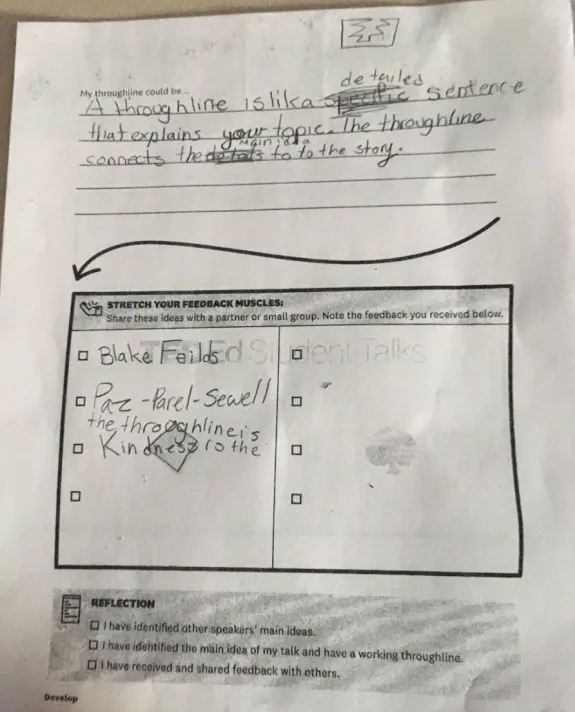 detailes
My throughline could be...
A throughline is lika specific sentence
that explains your topic. The throughline
main idea
connects the details to to the story.
STRETCH YOUR FEEDBACK MUSCLES:
Share these ideas with a partner or small group. Note the feedback you received below.
TED Ed Student Talks
Blake Feilds
Paz-Parel-Sewell
the throughline is
Kindness is the
REFLECTION
I have identified other speakers' main ideas.
I have identified the main idea of my talk and have a working throughline.
I have received and shared feedback with others.
Develop